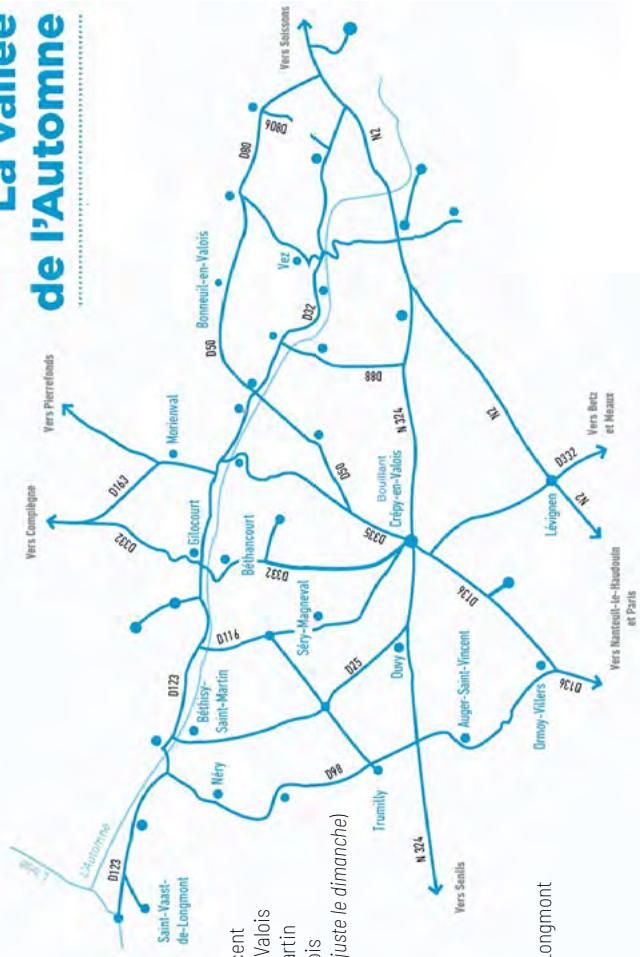 La Vallée
de l'Automne
Vers Soissons
D806
D80
N2
Bonneuil-en-Valois
Vez
D50
D32
D88
Vers Pierrefonds
Morienval
D163
Vers Compiègne
D332
Gilocourt
Béthancourt
D332
D50
Bouillant
Crépy-en-Valois
N 324
D335
N2
D332
Vers Betz
et Meaux
Lévignen
N2
Vers Nanteuil-le-Haudouin
et Paris
D136
D136
Ormoy-Villers
Auger-Saint-Vincent
Duvy
D25
Séry-Magneval
D116
D123
Béthisy-
Saint-Martin
Néry
D98
Trumilly
N 324
Vers Senlis
L'Automne
D123
Saint-Vaast-
de-Longmont
cent
Valois
artin
ois
juste le dimanche)
Longmont